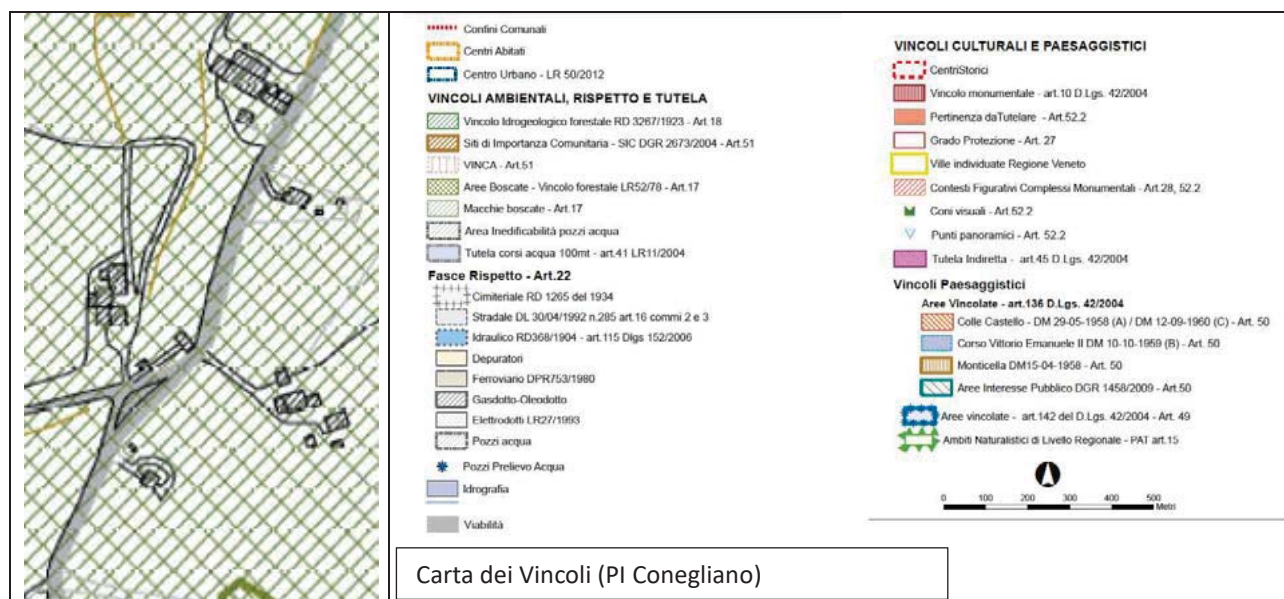 Confini Comunali
Centri Abitati
Centro Urbano - LR 50/2012
VINCOLI AMBIENTALI, RISPETTO E TUTELA
Vincolo Idrogeologico forestale RD 3267/1923 - Art.18
Siti di Importanza Comunitaria - SIC DGR 2673/2004 - Art.51
VINCA - Art.51
Aree Boscate - Vincolo forestale LR52/78 - Art.17
Macchie boscate - Art.17
Area Inedificabilità pozzi acqua
Tutela corsi acqua 100mt - art.41 LR11/2004
Fasce Rispetto - Art.22
Cimiteriale RD 1265 del 1934
Stradale DL 30/04/1992 n.285 art.16 commi 2 e 3
Idraulico RD368/1904 - art.115 Dlgs 152/2006
Depuratori
Ferroviario DPR753/1980
Gasdotto-Oleodotto
Elettrodotti LR27/1993
Pozzi acqua
Pozzi Prelievo Acqua
Idrografia
Viabilità
VINCOLI CULTURALI E PAESAGGISTICI
CentriStorici
Vincolo monumentale - art.10 D.Lgs. 42/2004
Pertinenza daTutelare - Art.52.2
Grado Protezione - Art. 27
Ville individuate Regione Veneto
Contesti Figurativi Complessi Monumentali - Art.28, 52.2
Coni visuali - Art.52.2
Punti panoramici - Art. 52.2
Tutela Indiretta - art.45 D.Lgs. 42/2004
Vincoli Paesaggistici
Aree Vincolate - art.136 D.Lgs. 42/2004
Colle Castello - DM 29-05-1958 (A) / DM 12-09-1960 (C) - Art. 50
Corso Vittorio Emanuele II DM 10-10-1959 (B) - Art. 50
Monticella DM15-04-1958 - Art. 50
Aree Interesse Pubblico DGR 1458/2009 - Art.50
Aree vincolate - art.142 del D.Lgs. 42/2004 - Art. 49
Ambiti Naturalistici di Livello Regionale - PAT art.15
0 100 200 300 400 500
Metri
Carta dei Vincoli (PI Conegliano)